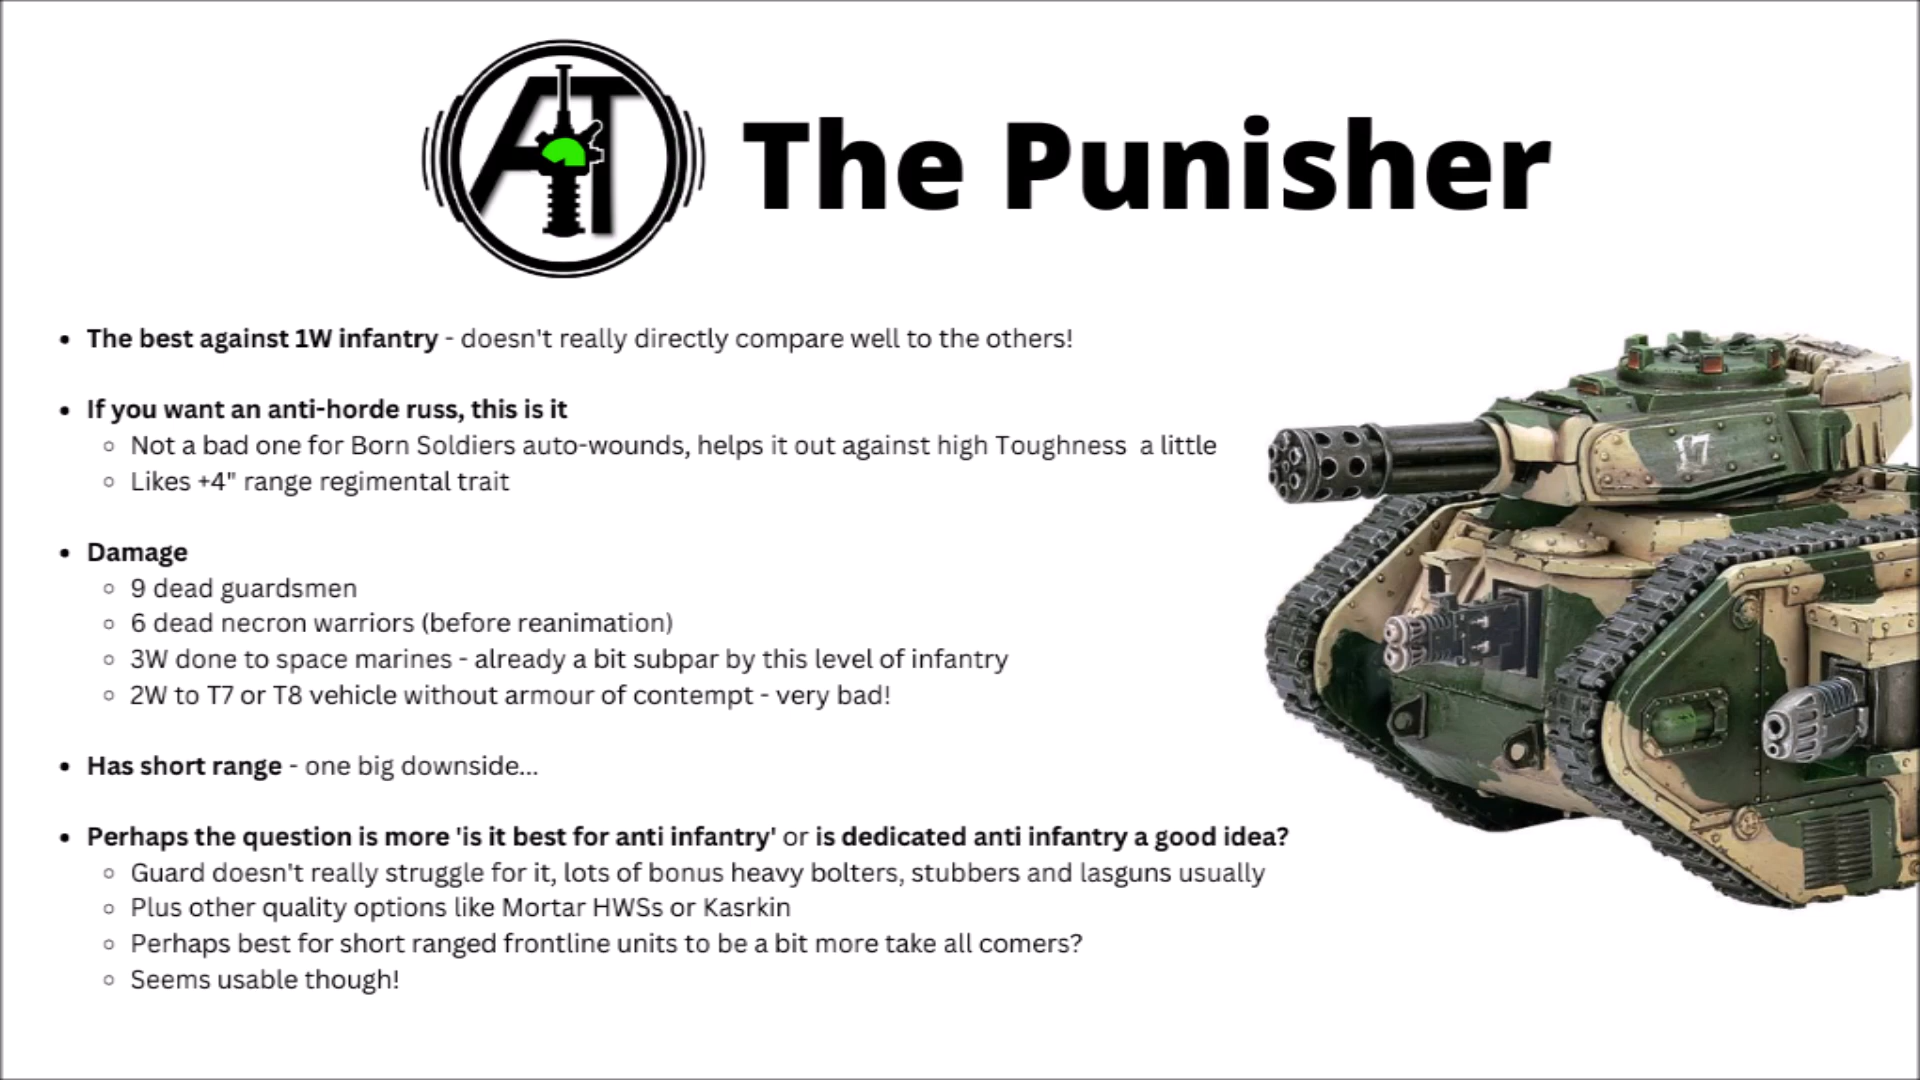 AT
The Punisher
• The best against 1W infantry - doesn't really directly compare well to the others!
• If you want an anti-horde russ, this is it
◦ Not a bad one for Born Soldiers auto-wounds, helps it out against high Toughness  a little
◦ Likes +4" range regimental trait
• Damage
◦ 9 dead guardsmen
◦ 6 dead necron warriors (before reanimation)
◦ 3W done to space marines - already a bit subpar by this level of infantry
◦ 2W to T7 or T8 vehicle without armour of contempt - very bad!
• Has short range - one big downside...
• Perhaps the question is more 'is it best for anti infantry' or is dedicated anti infantry a good idea?
◦ Guard doesn't really struggle for it, lots of bonus heavy bolters, stubbers and lasguns usually
◦ Plus other quality options like Mortar HWSs or Kasrkin
◦ Perhaps best for short ranged frontline units to be a bit more take all comers?
◦ Seems usable though!
17